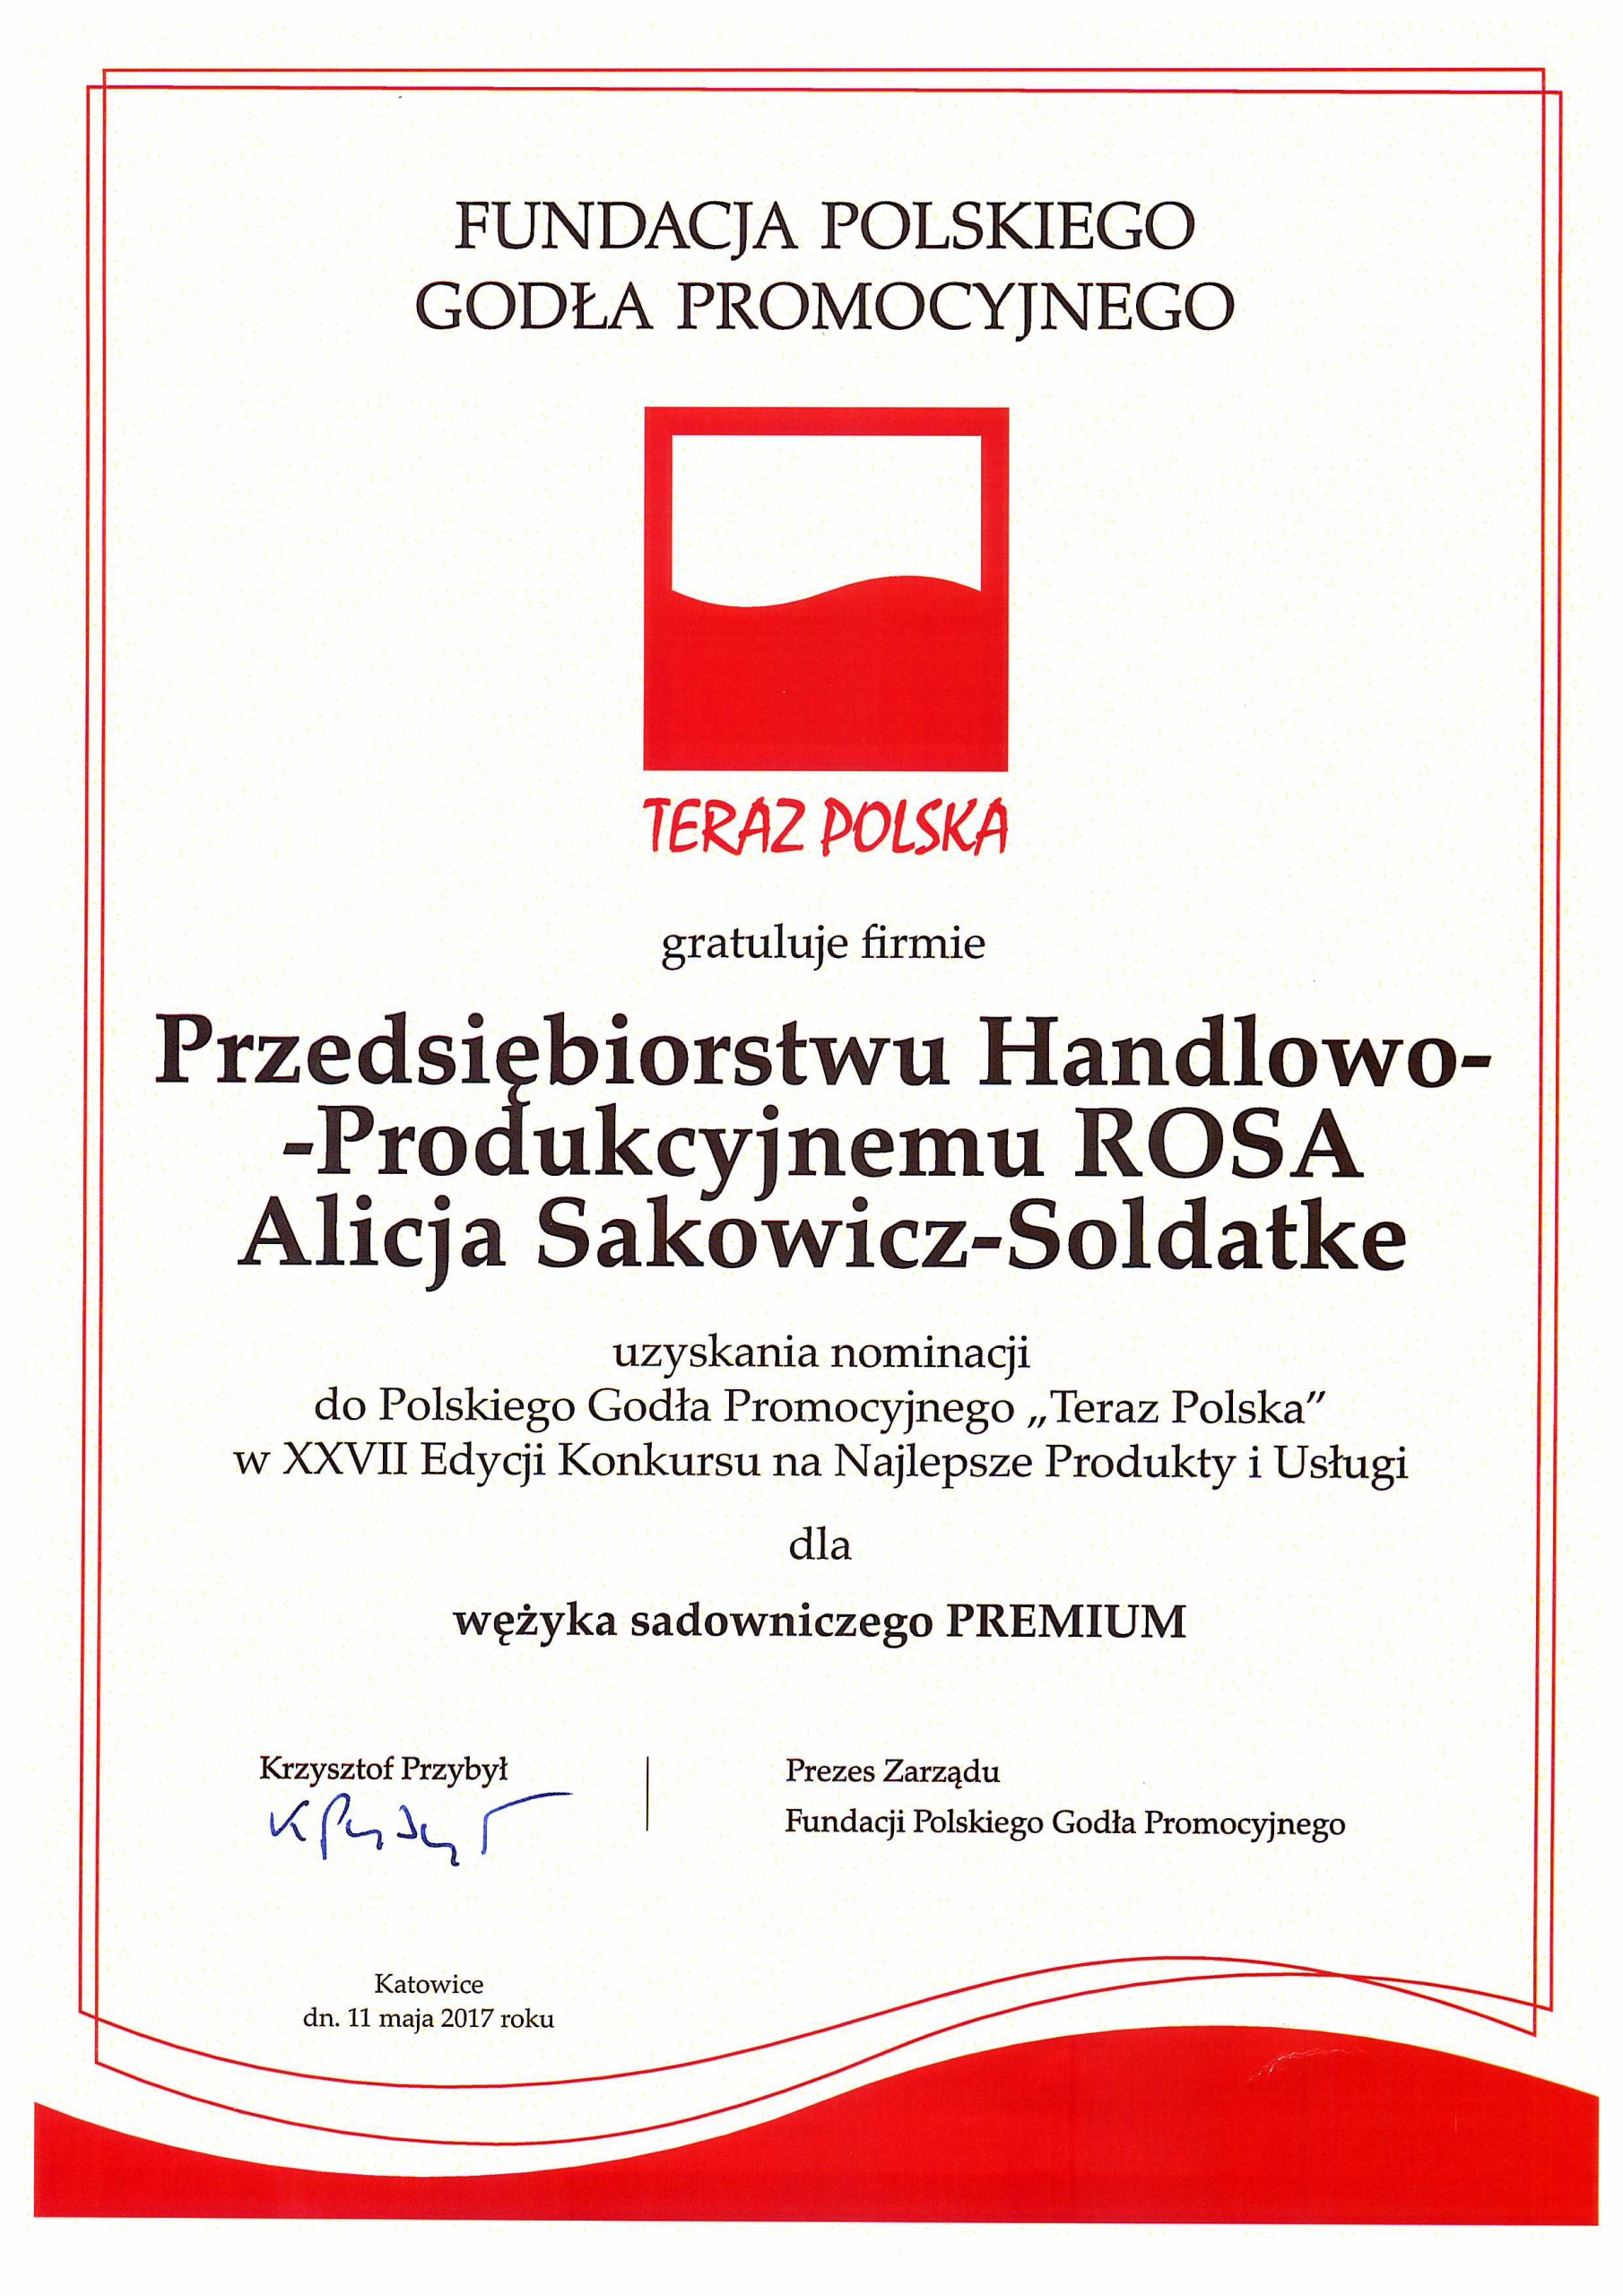 FUNDACJA POLSKIEGO
GODŁA PROMOCYJNEGO
TERAZ POLSKA
gratuluje firmie
Przedsiębiorstwu Handlowo-
-Produkcyjnemu ROSA
Alicja Sakowicz-Soldatke
uzyskania nominacji
do Polskiego Godła Promocyjnego „Teraz Polska”
w XXVII Edycji Konkursu na Najlepsze Produkty i Usługi
dla
wężyka sadowniczego PREMIUM
Krzysztof Przybył
Prezes Zarządu
Fundacji Polskiego Godła Promocyjnego
Katowice
dn. 11 maja 2017 roku